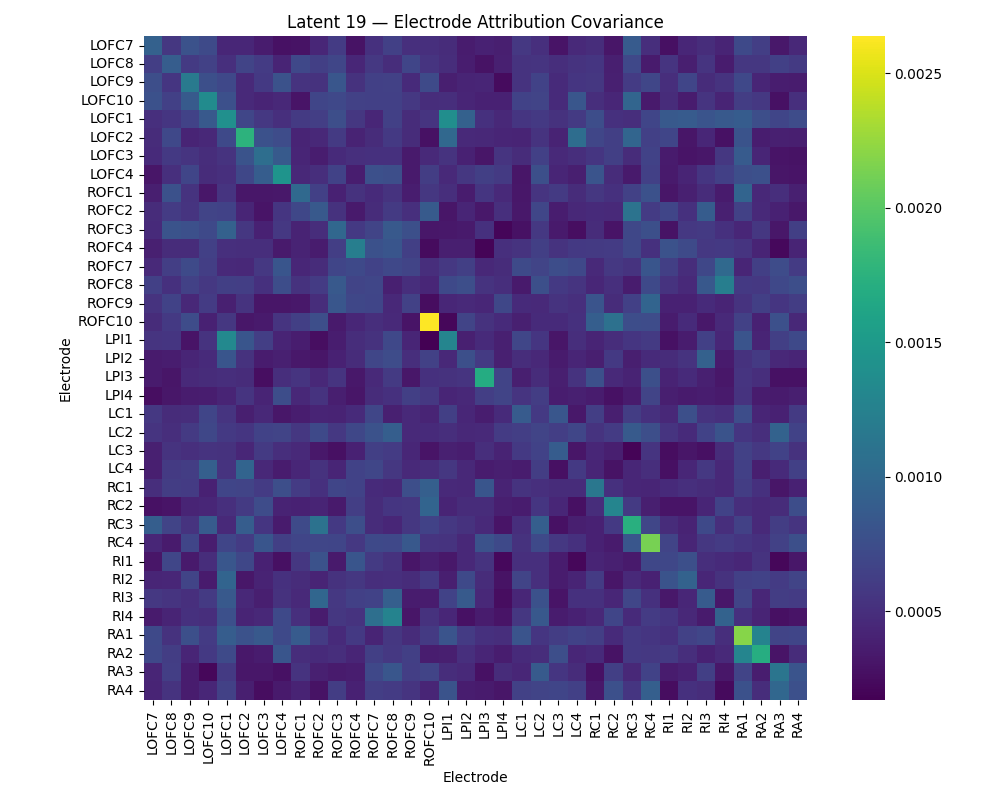 Latent 19 — Electrode Attribution Covariance
LOFC7
LOFC8
LOFC9
LOFC10
LOFC1
LOFC2
LOFC3
LOFC4
ROFC1
ROFC2
ROFC3
ROFC4
ROFC7
ROFC8
ROFC9
ROFC10
LPI1
LPI2
LPI3
LPI4
LC1
LC2
LC3
LC4
RC1
RC2
RC3
RC4
RI1
RI2
RI3
RI4
RA1
RA2
RA3
RA4
Electrode
LOFC7
LOFC8
LOFC9
LOFC10
LOFC1
LOFC2
LOFC3
LOFC4
ROFC1
ROFC2
ROFC3
ROFC4
ROFC7
ROFC8
ROFC9
ROFC10
LPI1
LPI2
LPI3
LPI4
LC1
LC2
LC3
LC4
RC1
RC2
RC3
RC4
RI1
RI2
RI3
RI4
RA1
RA2
RA3
RA4
Electrode
0.0025
0.0020
0.0015
0.0010
0.0005